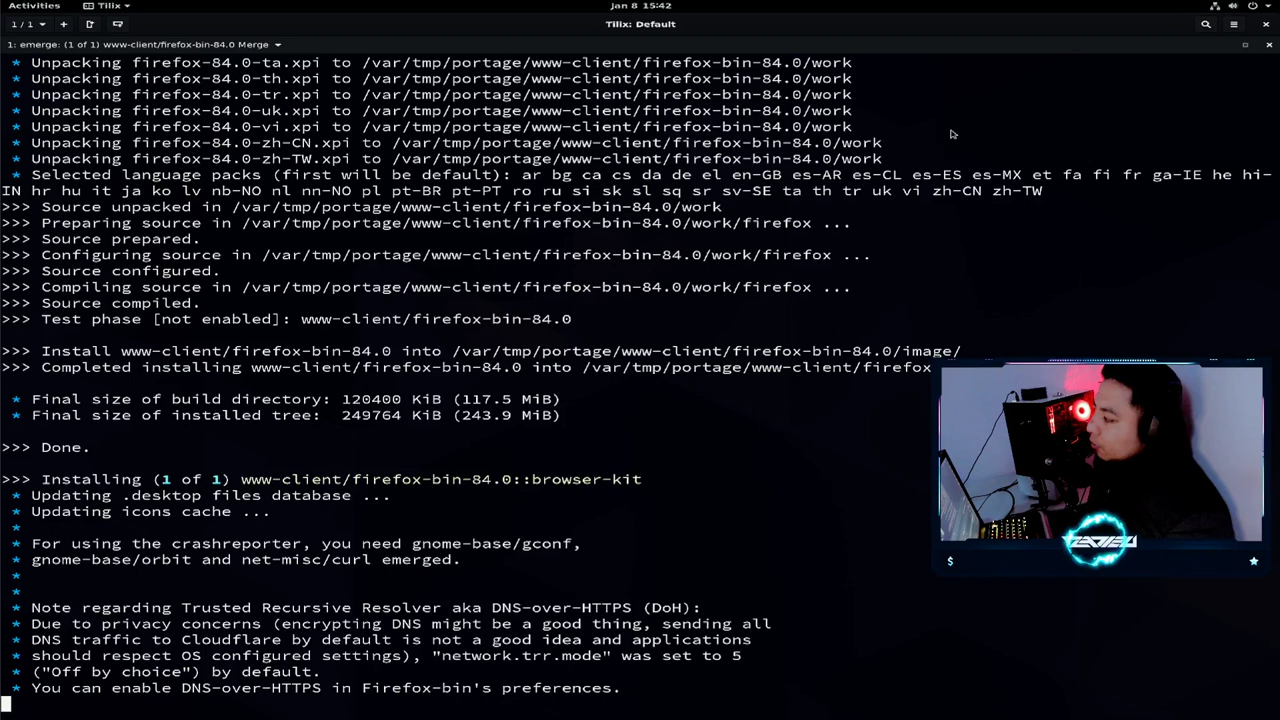 Activities Tilix Jan 8 15:42
1 / 1 Tilix: Default
1: emerge: (1 of 1) www-client/firefox-bin-84.0 Merge
* Unpacking firefox-84.0-ta.xpi to /var/tmp/portage/www-client/firefox-bin-84.0/work
* Unpacking firefox-84.0-th.xpi to /var/tmp/portage/www-client/firefox-bin-84.0/work
* Unpacking firefox-84.0-tr.xpi to /var/tmp/portage/www-client/firefox-bin-84.0/work
* Unpacking firefox-84.0-uk.xpi to /var/tmp/portage/www-client/firefox-bin-84.0/work
* Unpacking firefox-84.0-vi.xpi to /var/tmp/portage/www-client/firefox-bin-84.0/work
* Unpacking firefox-84.0-zh-CN.xpi to /var/tmp/portage/www-client/firefox-bin-84.0/work
* Unpacking firefox-84.0-zh-TW.xpi to /var/tmp/portage/www-client/firefox-bin-84.0/work
* Selected language packs (first will be default): ar bg ca cs da de el en-GB es-AR es-CL es-ES es-MX et fa fi fr ga-IE he hi-
IN hr hu it ja ko lv nb-NO nl nn-NO pl pt-BR pt-PT ro ru si sk sl sq sr sv-SE ta th tr uk vi zh-CN zh-TW
>>> Source unpacked in /var/tmp/portage/www-client/firefox-bin-84.0/work
>>> Preparing source in /var/tmp/portage/www-client/firefox-bin-84.0/work/firefox ...
>>> Source prepared.
>>> Configuring source in /var/tmp/portage/www-client/firefox-bin-84.0/work/firefox ...
>>> Source configured.
>>> Compiling source in /var/tmp/portage/www-client/firefox-bin-84.0/work/firefox ...
>>> Source compiled.
>>> Test phase [not enabled]: www-client/firefox-bin-84.0
>>> Install www-client/firefox-bin-84.0 into /var/tmp/portage/www-client/firefox-bin-84.0/image/
>>> Completed installing www-client/firefox-bin-84.0 into /var/tmp/portage/www-client/firefox
* Final size of build directory: 120400 KiB (117.5 MiB)
* Final size of installed tree: 249764 KiB (243.9 MiB)
>>> Done.
>>> Installing (1 of 1) www-client/firefox-bin-84.0::browser-kit
* Updating .desktop files database ...
* Updating icons cache ...
*
* For using the crashreporter, you need gnome-base/gconf,
* gnome-base/orbit and net-misc/curl emerged.
*
*
* Note regarding Trusted Recursive Resolver aka DNS-over-HTTPS (DoH):
* Due to privacy concerns (encrypting DNS might be a good thing, sending all
* DNS traffic to Cloudflare by default is not a good idea and applications
* should respect OS configured settings), "network.trr.mode" was set to 5
* ("Off by choice") by default.
* You can enable DNS-over-HTTPS in Firefox-bin's preferences.
$